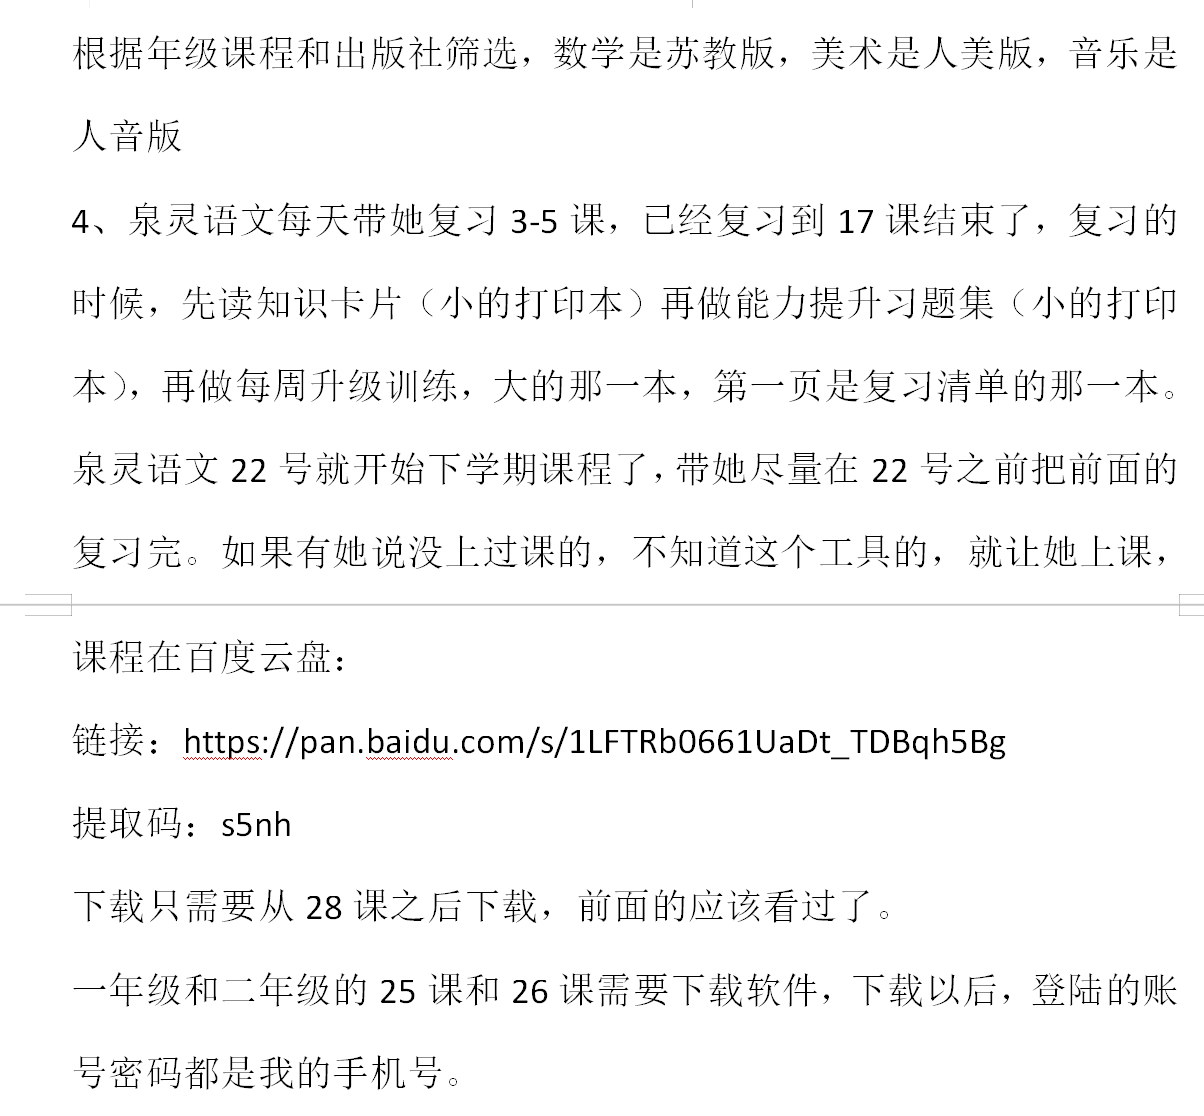 根据年级课程和出版社筛选，数学是苏教版，美术是人美版，音乐是
人音版
4、泉灵语文每天带她复习 3-5 课，已经复习到 17 课结束了，复习的
时候，先读知识卡片（小的打印本）再做能力提升习题集（小的打印
本），再做每周升级训练，大的那一本，第一页是复习清单的那一本。
泉灵语文 22 号就开始下学期课程了，带她尽量在 22 号之前把前面的
复习完。如果有她说没上过课的，不知道这个工具的，就让她上课，
课程在百度云盘：
链接：https://pan.baidu.com/s/1LFTRb0661UaDt_TDBqh5Bg
提取码：s5nh
下载只需要从 28 课之后下载，前面的应该看过了。
一年级和二年级的 25 课和 26 课需要下载软件，下载以后，登陆的账
号密码都是我的手机号。